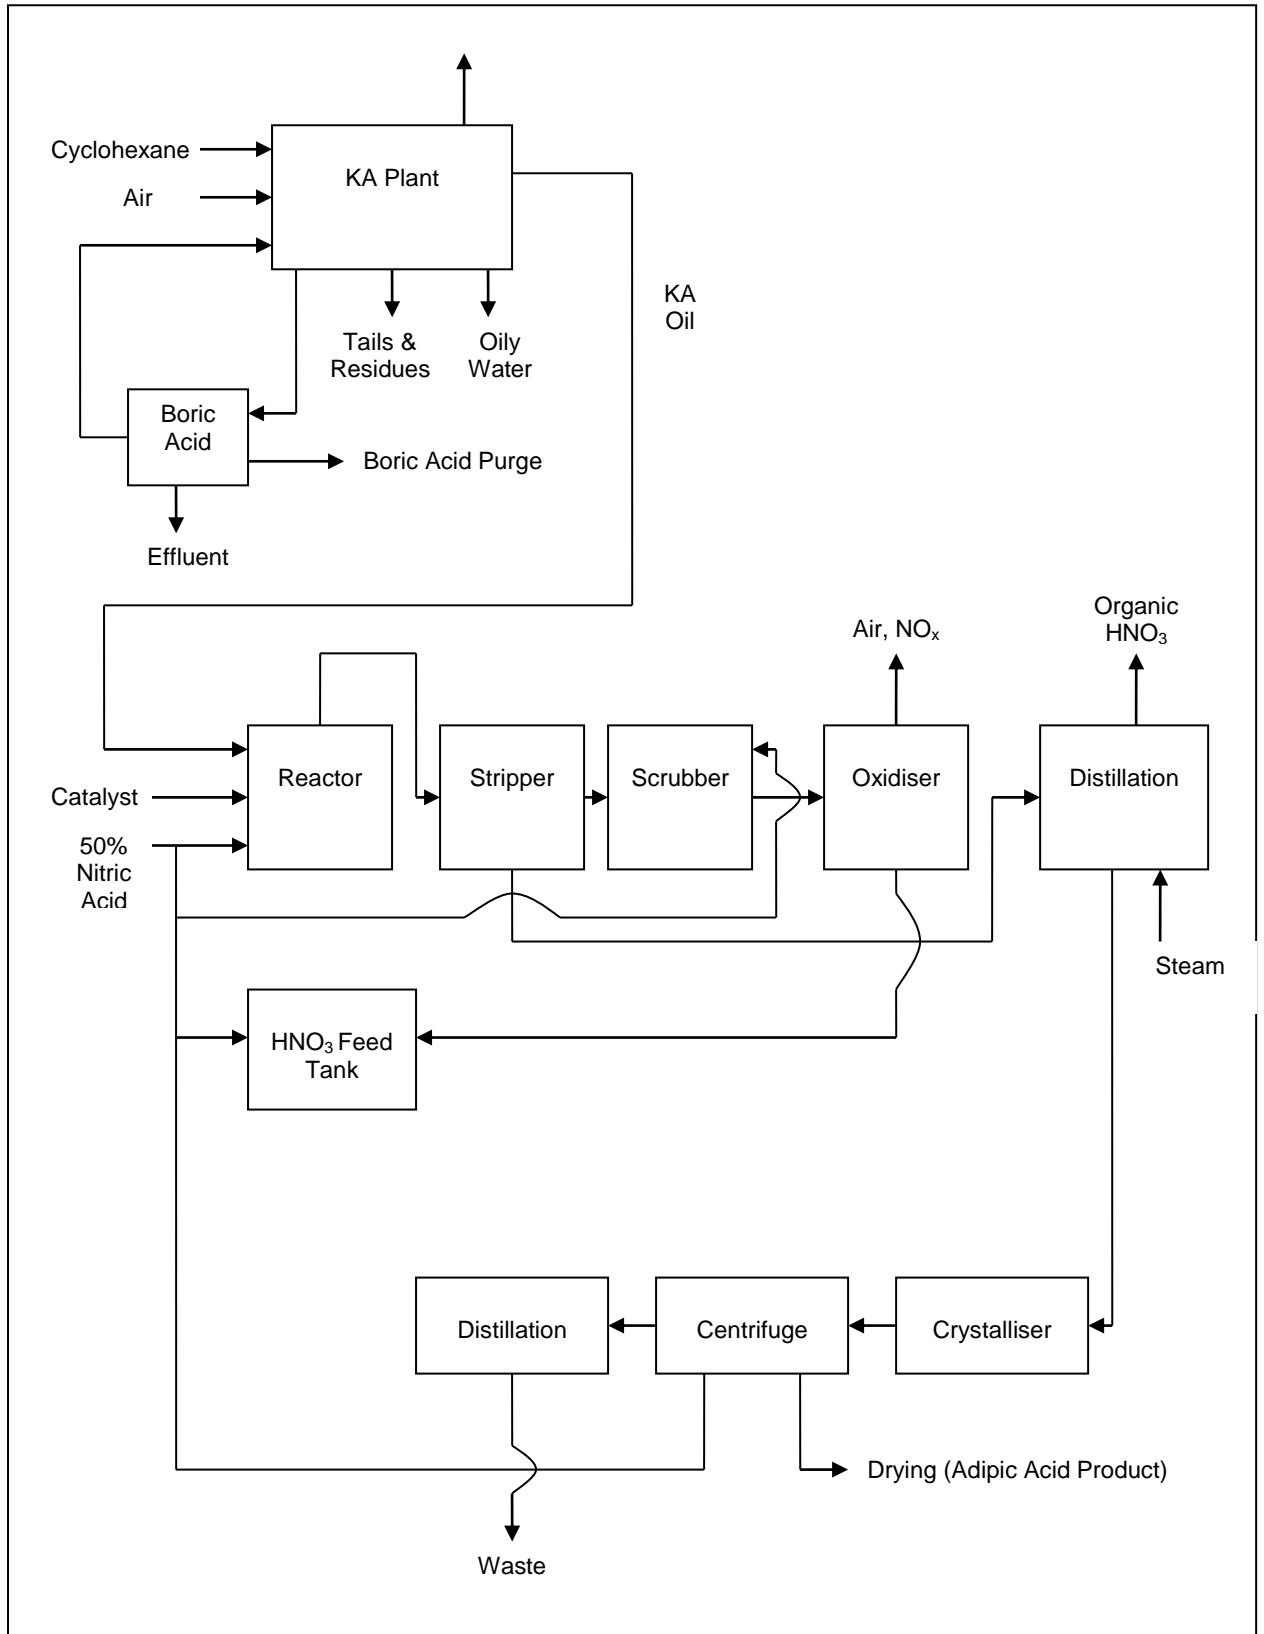 Cyclohexane
KA Plant
Air
KA
Oil
Tails &
Residues
Oily
Water
Boric
Acid
Boric Acid Purge
Effluent
Organic
HNO₃
Air, NOₓ
Reactor
Stripper
Scrubber
Oxidiser
Distillation
Catalyst
50%
Nitric
Acid
Steam
HNO₃ Feed
Tank
Distillation
Centrifuge
Crystalliser
Drying (Adipic Acid Product)
Waste